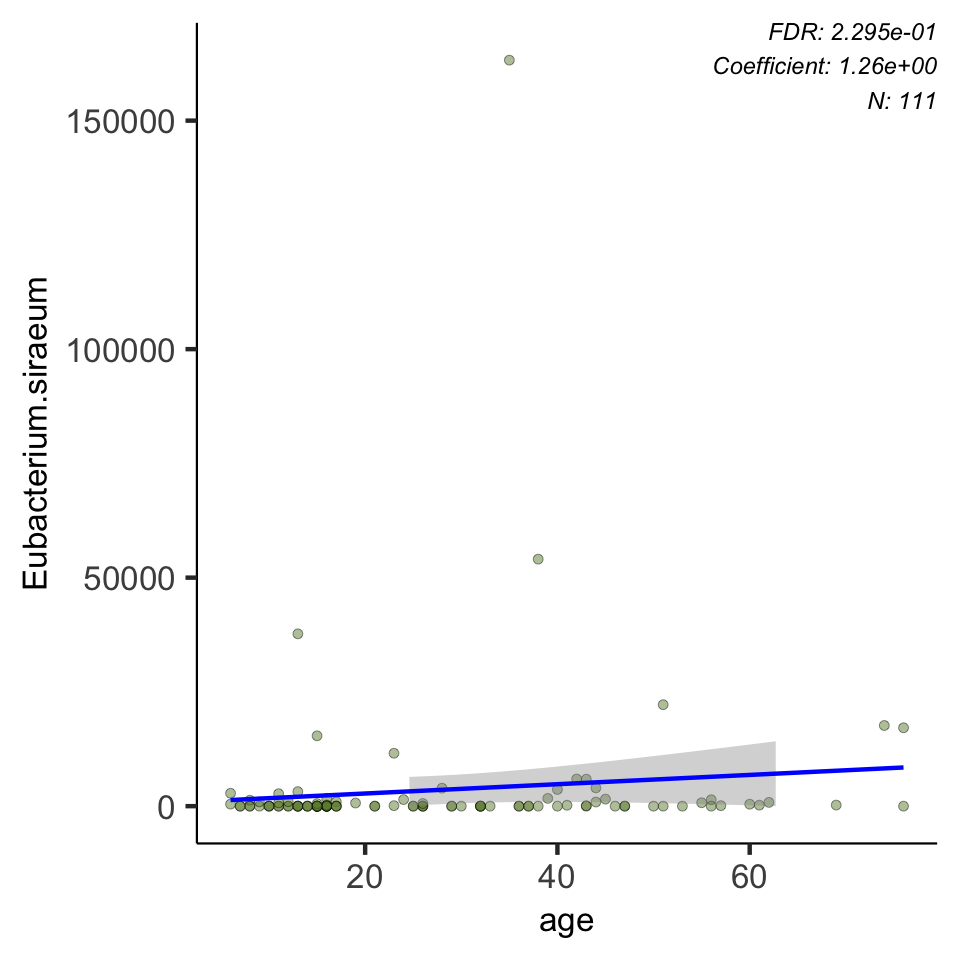 FDR: 2.295e-01
Coefficient: 1.26e+00
N: 111
150000
100000
50000
0
Eubacterium.siraeum
20
40
60
age